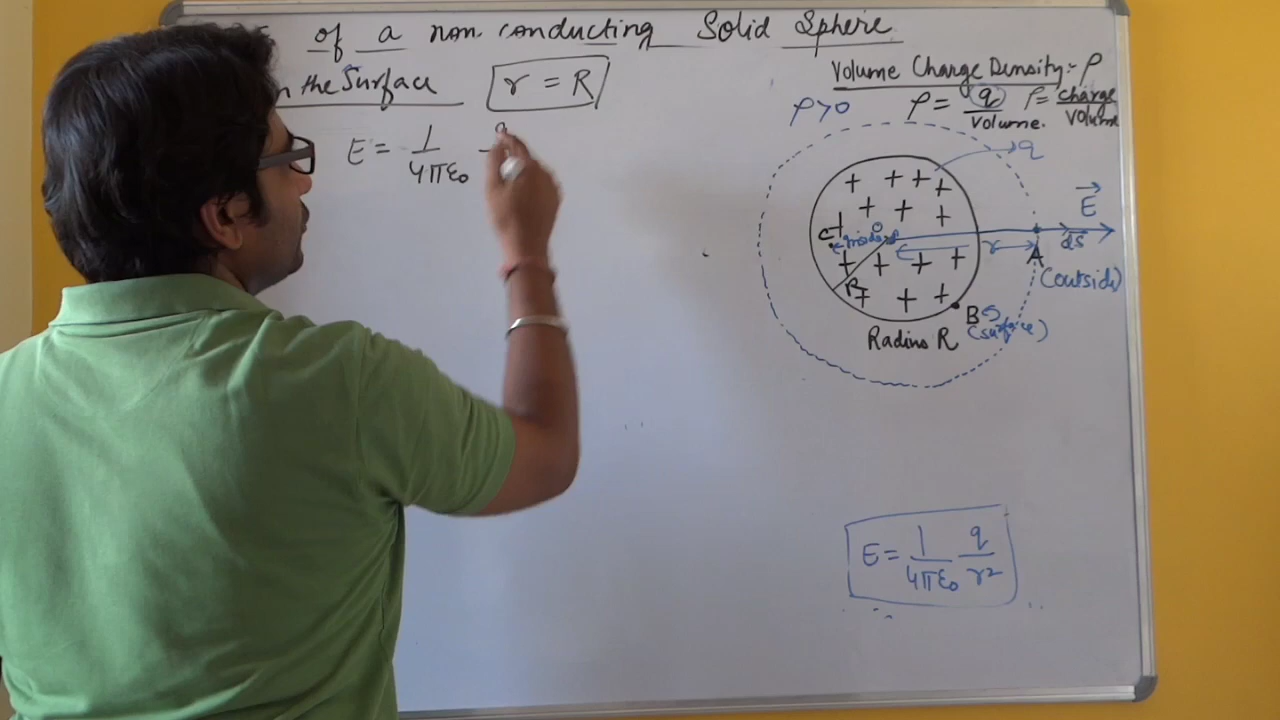 of a non conducting Solid Sphere
the Surface
r = R
E = 1/4πε₀ q
Volume Charge Density:- ρ
ρ>0
ρ = q/Volume.
ρ = charge/Volume
q
+ + + +
+ + + +
+ + + +
+ + +
C
O
R
r
E
ds
A
(outside)
B
(surface)
Radius R
E = 1/4πε₀ q/r²